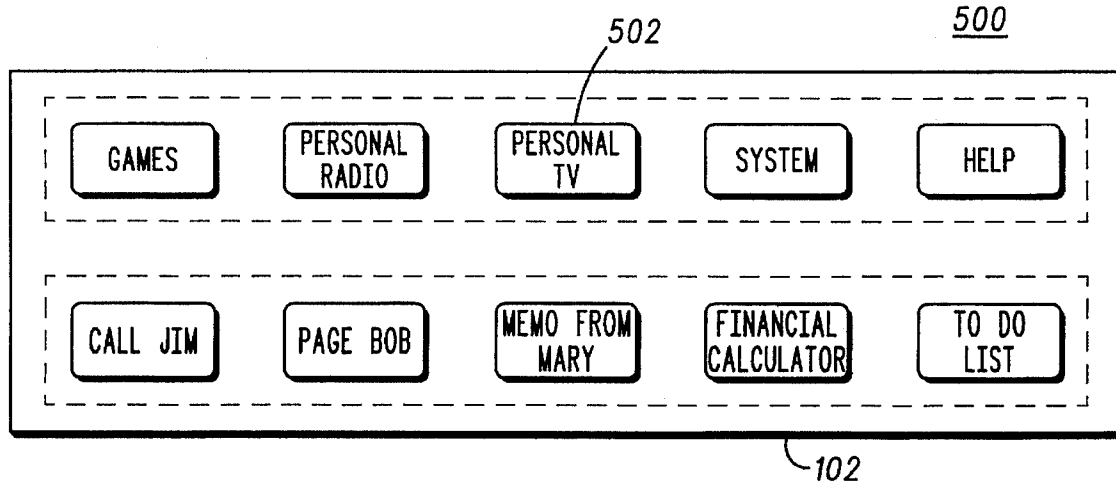 500
502
GAMES
PERSONAL
RADIO
PERSONAL
TV
SYSTEM
HELP
CALL JIM
PAGE BOB
MEMO FROM
MARY
FINANCIAL
CALCULATOR
TO DO
LIST
102